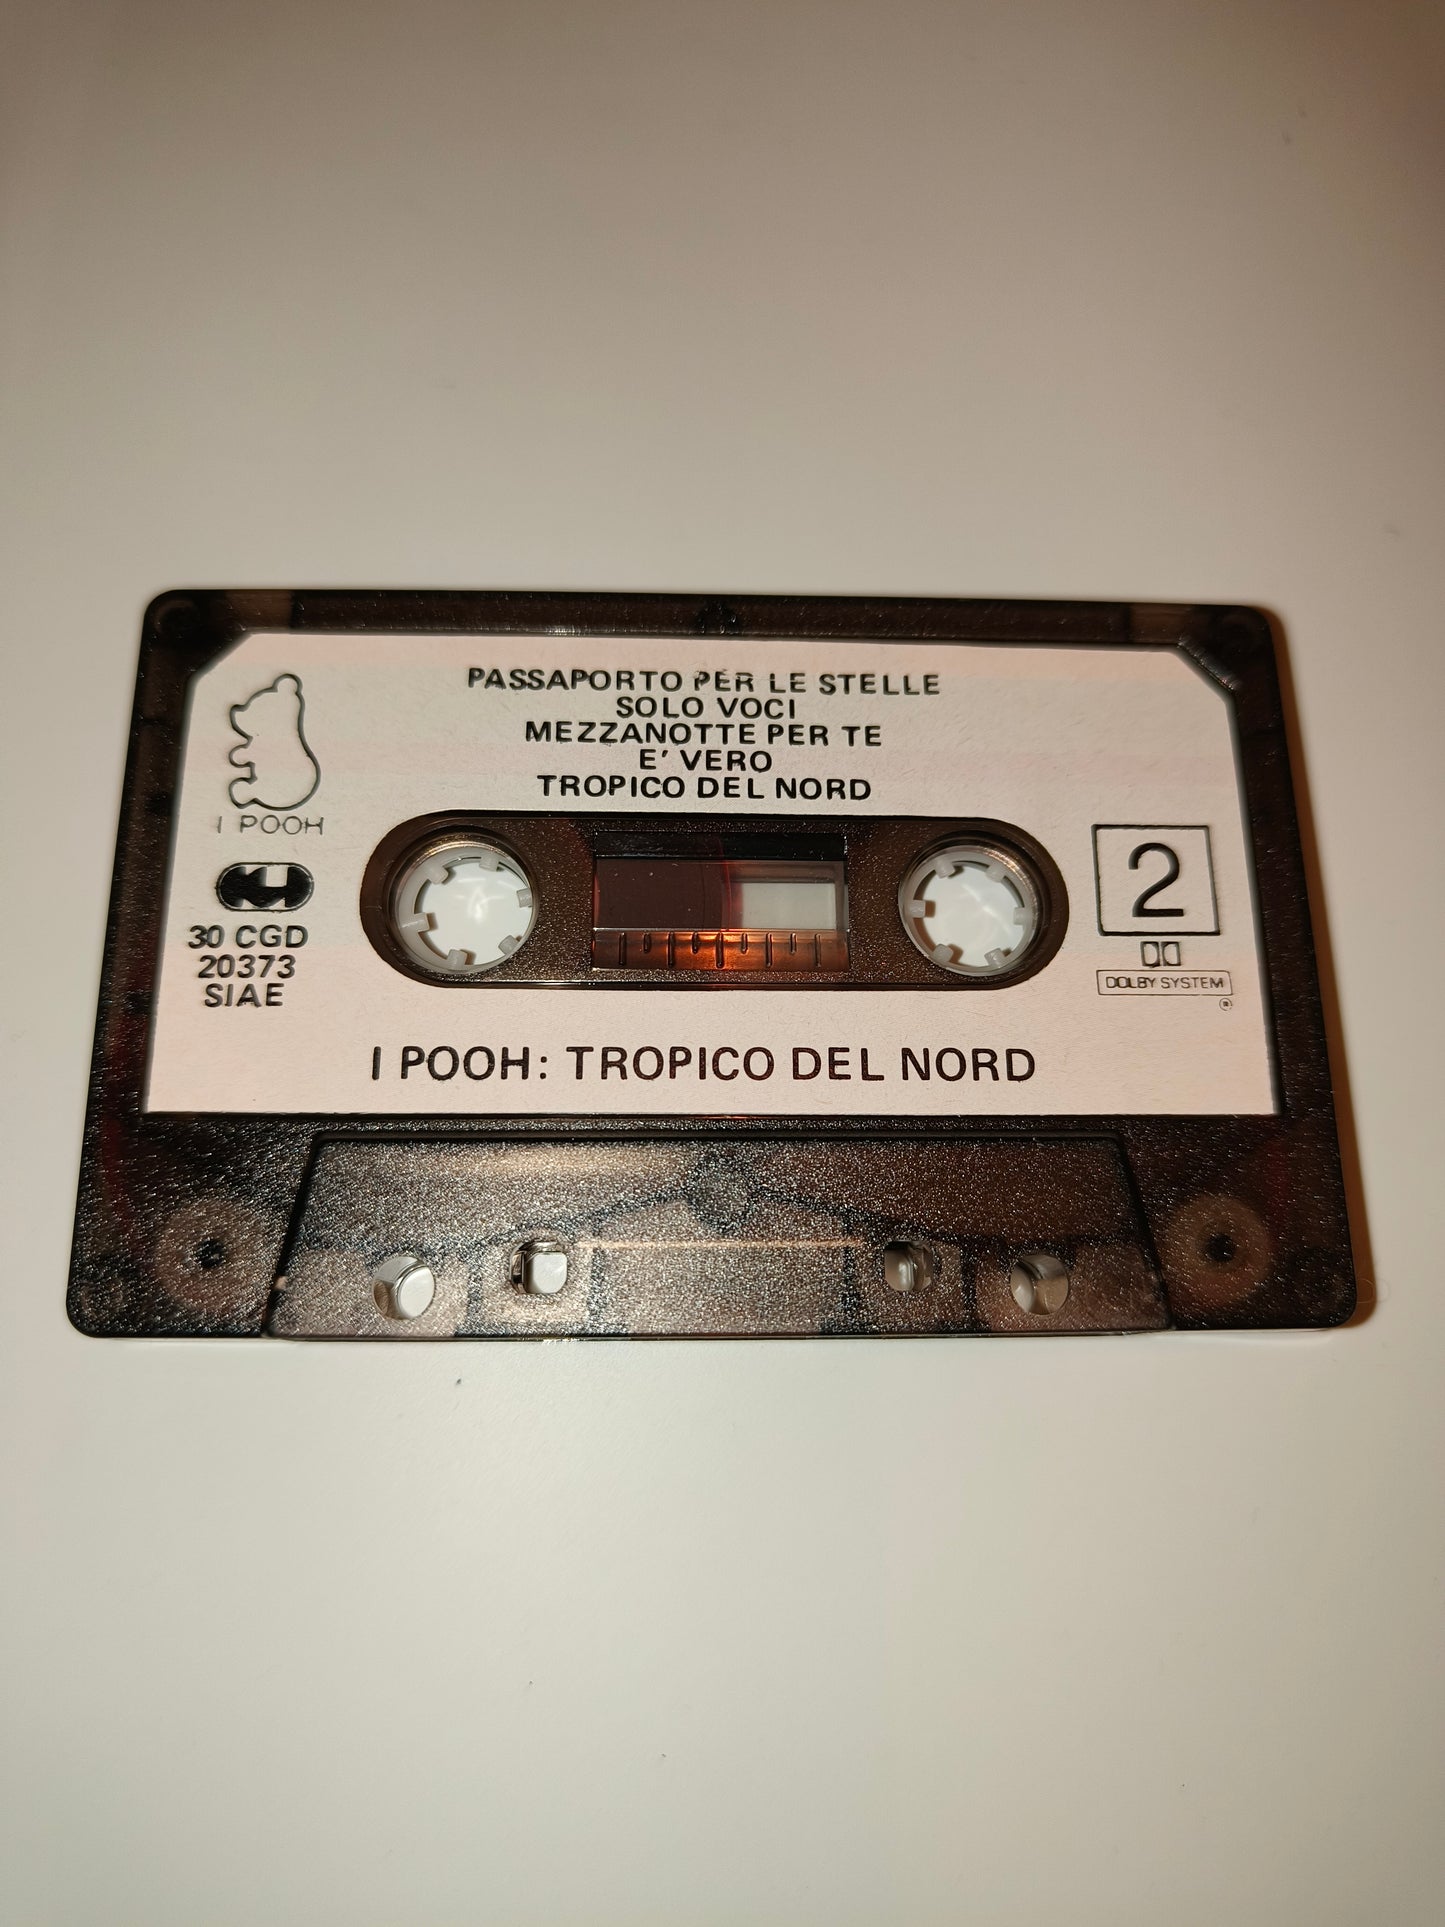 PASSAPORTO PER LE STELLE
SOLO VOCI
MEZZANOTTE PER TE
E' VERO
TROPICO DEL NORD
I POOH
30 CGD
20373
SIAE
2
DOLBY SYSTEM
®
I POOH: TROPICO DEL NORD